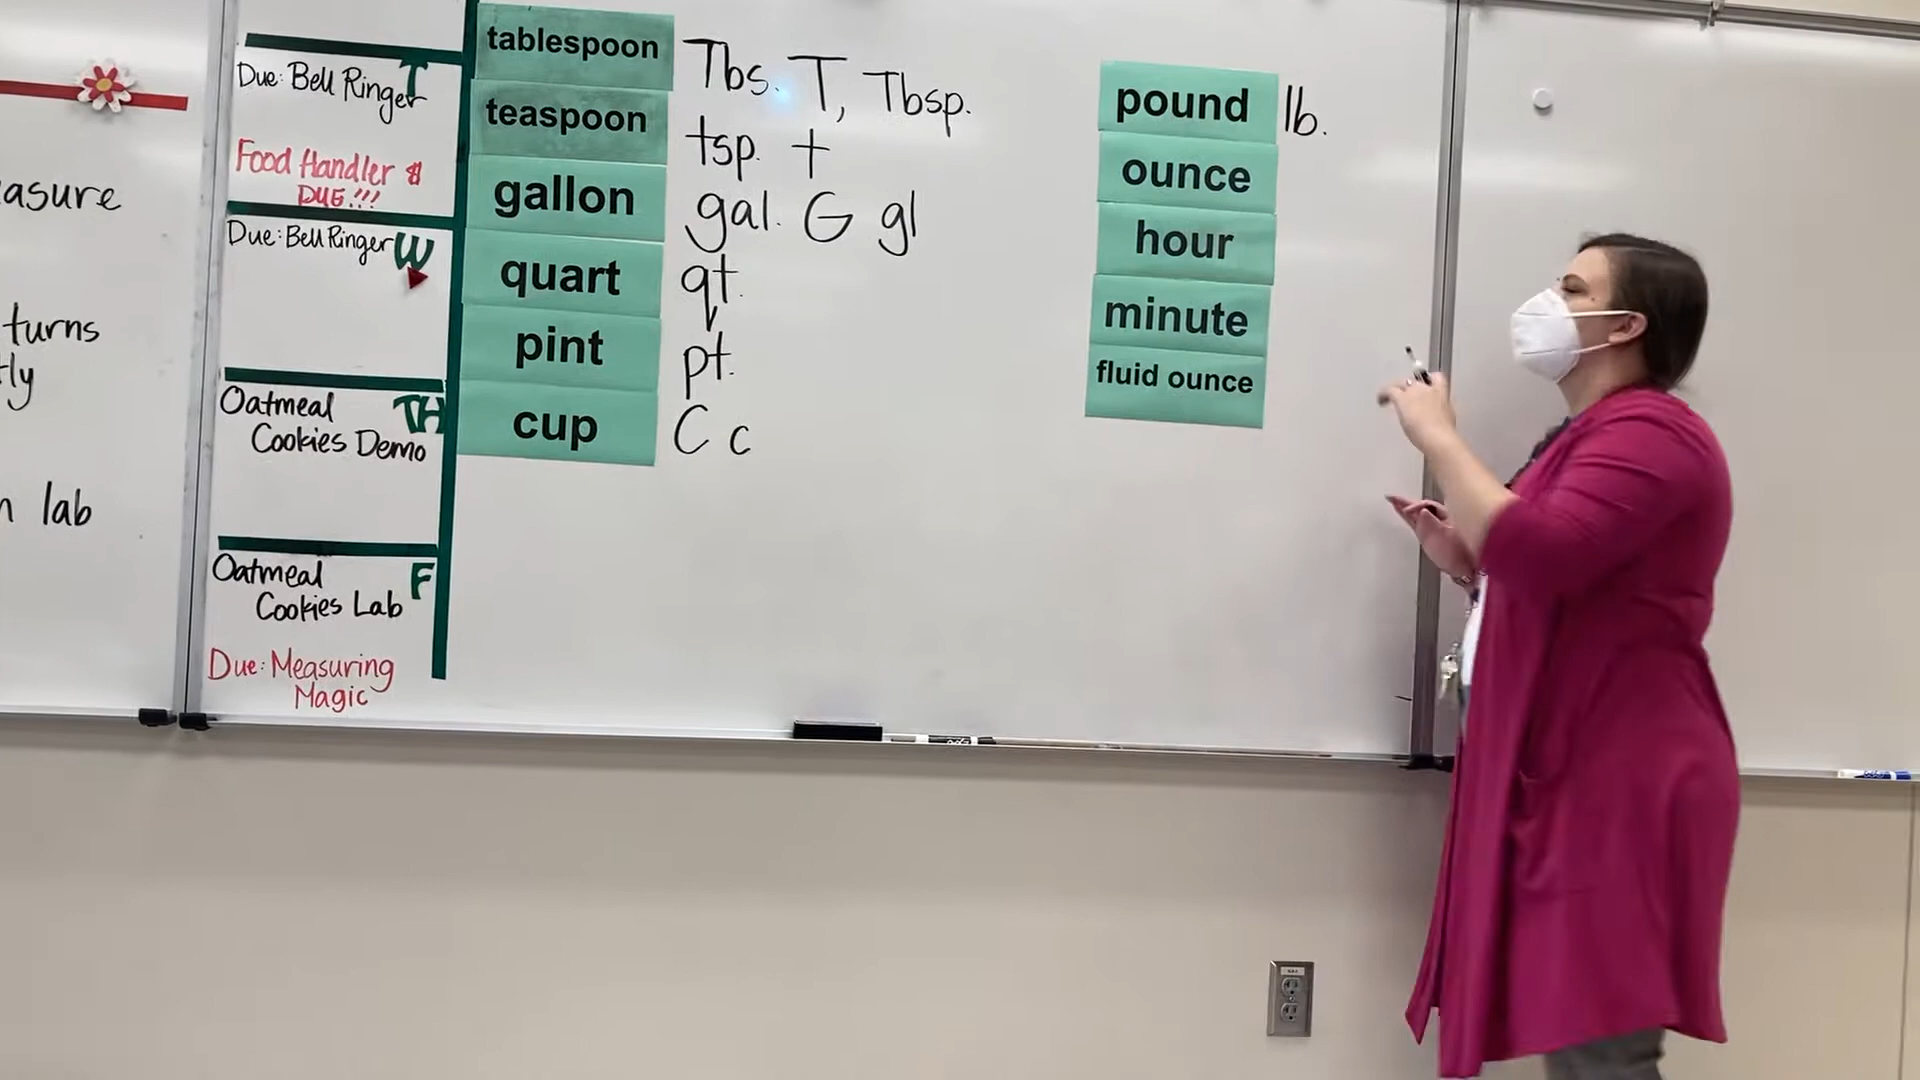 asure
turns
tly
n lab
T
Due: Bell Ringer
Food Handler $
DUE!!!
W
Due: Bell Ringer
TH
Oatmeal
Cookies Demo
F
Oatmeal
Cookies Lab
Due: Measuring
Magic
tablespoon Tbs. T, Tbsp.
teaspoon tsp. t
gallon gal. G gl
quart qt.
pint pt.
cup C c
pound lb.
ounce
hour
minute
fluid ounce